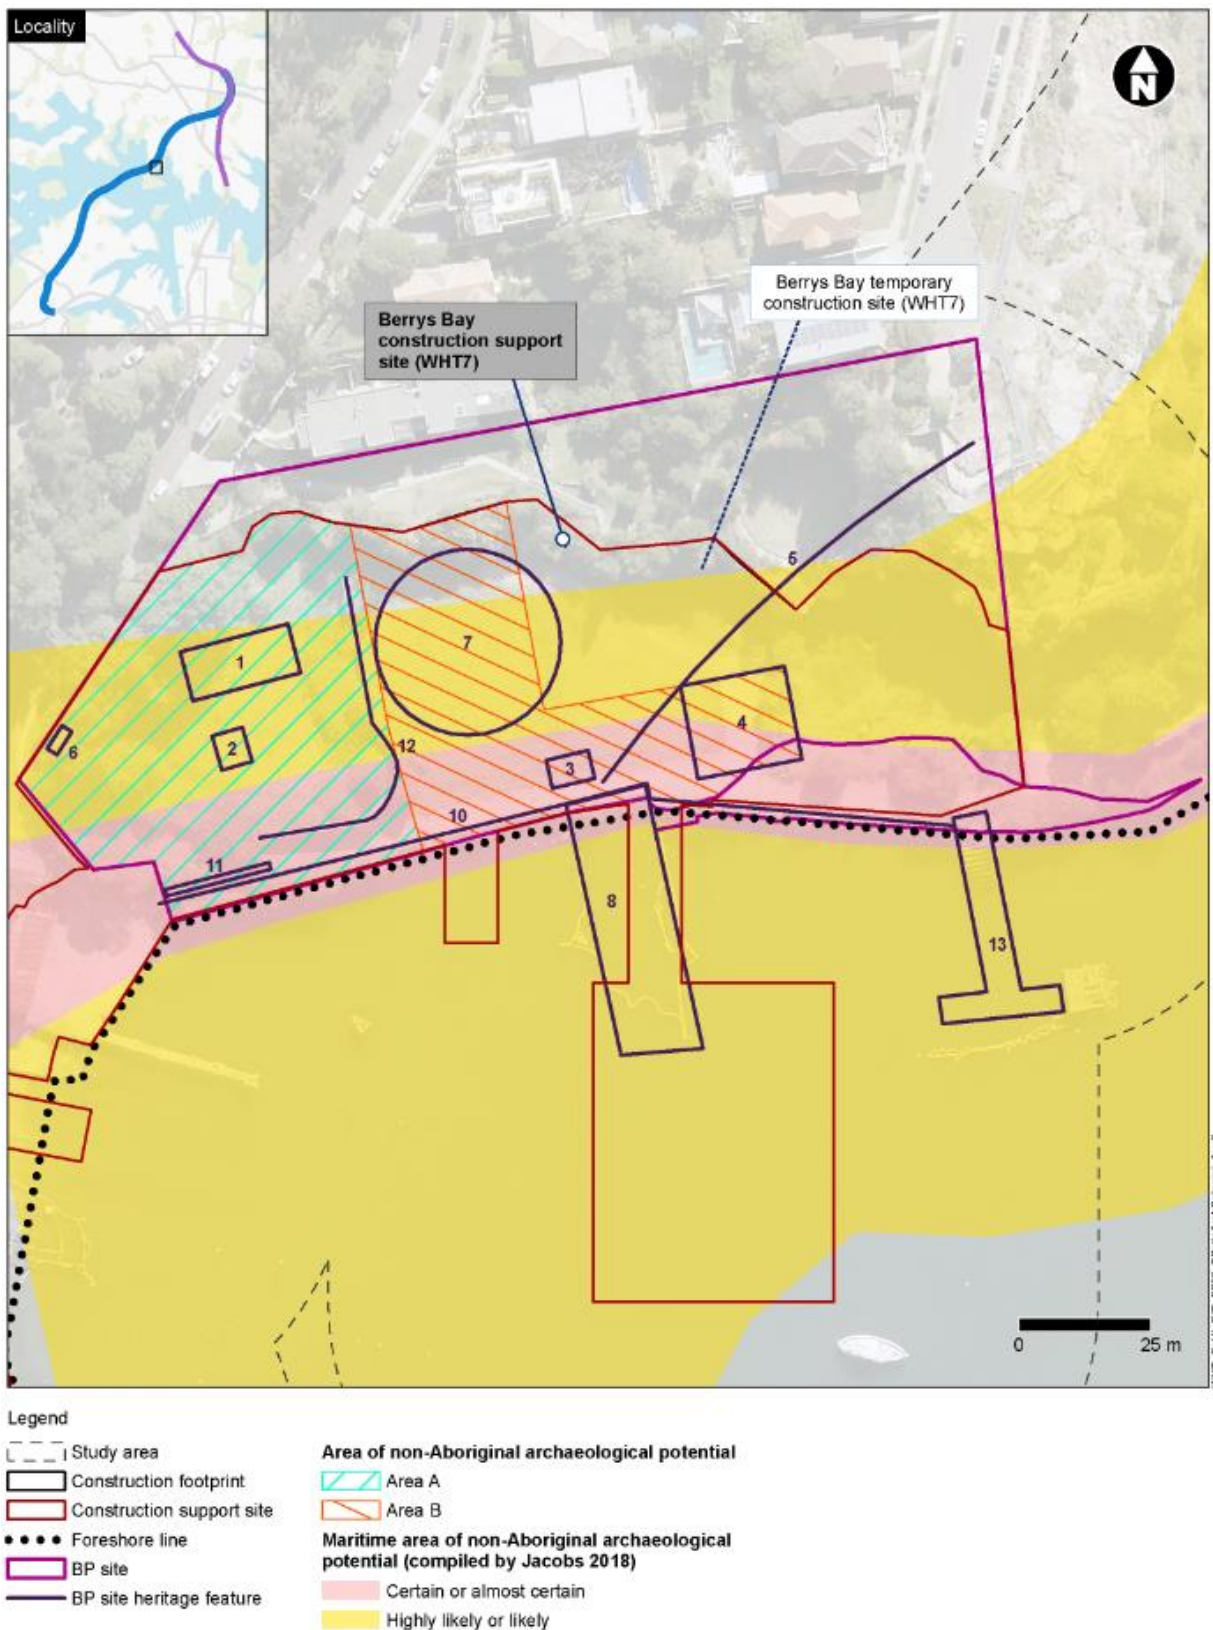 Locality
N
Berrys Bay temporary
construction site (WHT7)
Berrys Bay
construction support
site (WHT7)
5
7
1
4
2
6
12
3
10
11
8
13
0
25 m
Legend
Study area
Construction footprint
Construction support site
Foreshore line
BP site
BP site heritage feature
Area of non-Aboriginal archaeological potential
Area A
Area B
Maritime area of non-Aboriginal archaeological
potential (compiled by Jacobs 2018)
Certain or almost certain
Highly likely or likely